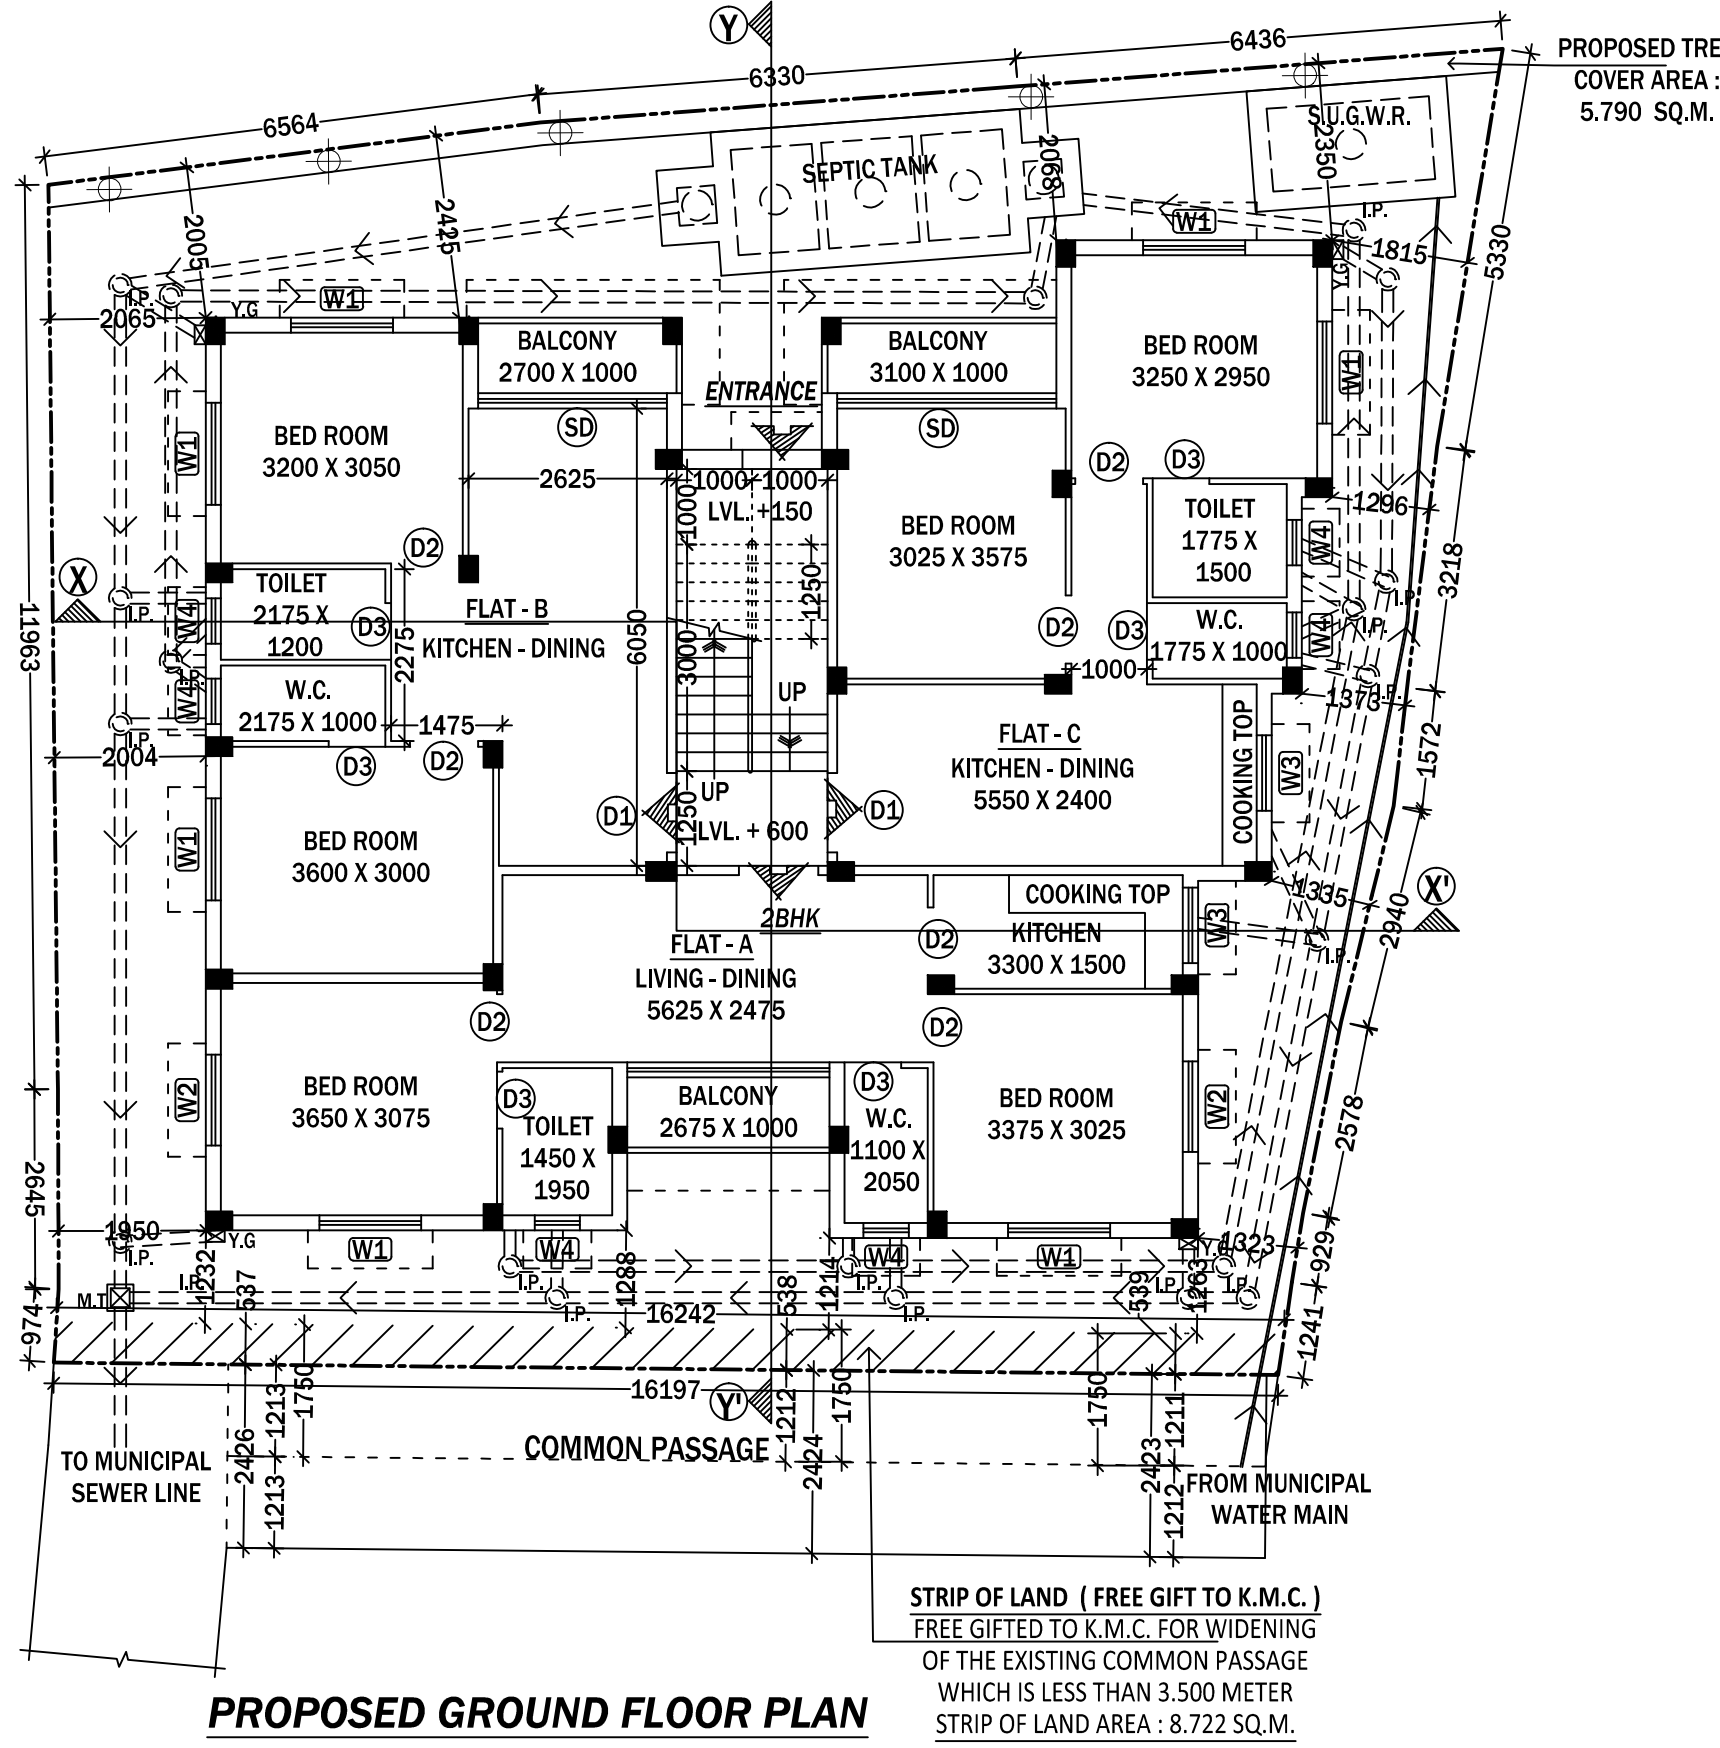 Y
6436
6330
6564
PROPOSED TRE
COVER AREA :
5.790 SQ.M.
S.U.G.W.R.
2350
2068
SEPTIC TANK
2425
2005
W1
I.P.
1815
5330
Y.G
I.P.
2065
Y.G
W1
BALCONY
2700 X 1000
BALCONY
3100 X 1000
BED ROOM
3250 X 2950
W1
ENTRANCE
SD
SD
BED ROOM
3200 X 3050
W1
2625
1000
1000
1000
LVL. +150
D2
D3
1296
TOILET
1775 X
1500
W4
BED ROOM
3025 X 3575
D2
X
11963
TOILET
2175 X
1200
W4
D3
2275
FLAT - B
KITCHEN - DINING
6050
3000
1250
3218
I.P.
I.P.
I.P.
D2
D3
W.C.
1775 X 1000
W4
1000
1373
I.P.
W.C.
2175 X 1000
W4
I.P.
I.P.
1475
UP
2004
D3
D2
FLAT - C
KITCHEN - DINING
5550 X 2400
COOKING TOP
W3
1572
UP
D1
D1
1250
LVL. + 600
W1
BED ROOM
3600 X 3000
1335
X'
2940
COOKING TOP
2BHK
KITCHEN
3300 X 1500
W3
D2
I.P.
FLAT - A
LIVING - DINING
5625 X 2475
D2
D2
BED ROOM
3650 X 3075
W2
D3
TOILET
1450 X
1950
BALCONY
2675 X 1000
D3
W.C.
1100 X
2050
BED ROOM
3375 X 3025
W2
2578
2645
1950
I.P.
Y.G
W1
W4
W4
W1
1323
929
M.T
I.P.
1232
537
I.P.
I.P.
1288
16242
538
1214
I.P.
I.P.
539
I.P.
1263
I.P.
1241
974
1750
16197
Y'
1213
2426
1213
COMMON PASSAGE
1212
1750
2424
1750
1211
2423
1212
TO MUNICIPAL
SEWER LINE
FROM MUNICIPAL
WATER MAIN
STRIP OF LAND ( FREE GIFT TO K.M.C. )
FREE GIFTED TO K.M.C. FOR WIDENING
OF THE EXISTING COMMON PASSAGE
WHICH IS LESS THAN 3.500 METER
STRIP OF LAND AREA : 8.722 SQ.M.
PROPOSED GROUND FLOOR PLAN